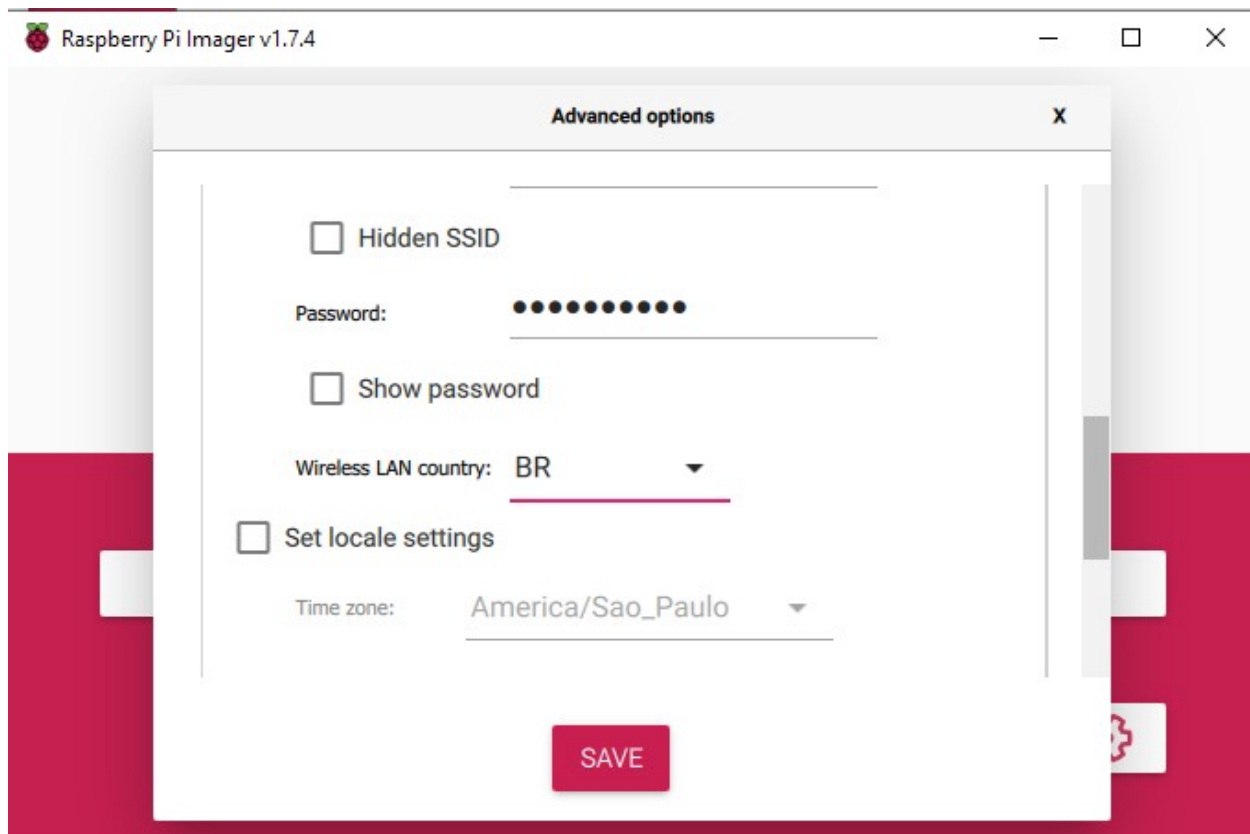 Raspberry Pi Imager v1.7.4
Advanced options
X
Hidden SSID
Password: ••••••••••
Show password
Wireless LAN country: BR
Set locale settings
Time zone: America/Sao_Paulo
SAVE